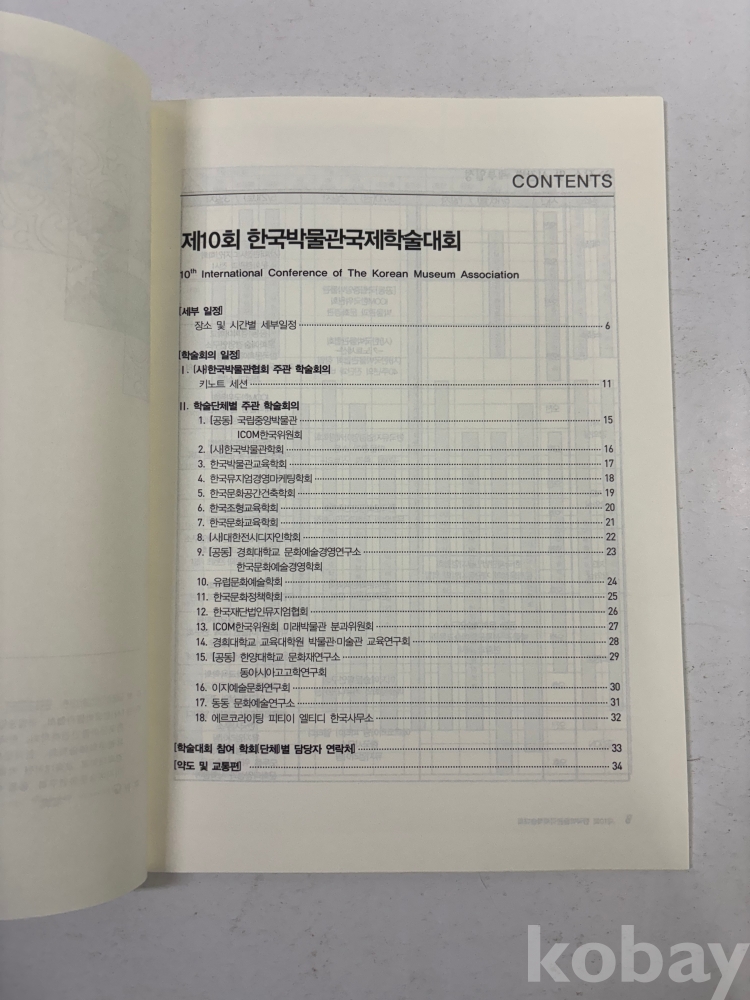 CONTENTS
제10회 한국박물관국제학술대회
10th International Conference of The Korean Museum Association
[세부 일정]
장소 및 시간별 세부일정 6
[학술회의 일정]
Ⅰ. (사)한국박물관협회 주관 학술회의
키노트 세션 11
Ⅱ. 학술단체별 주관 학술회의
1. [공동] 국립중앙박물관 15
ICOM한국위원회
2. (사)한국박물관학회 16
3. 한국박물관교육학회 17
4. 한국뮤지엄경영마케팅학회 18
5. 한국문화공간건축학회 19
6. 한국조형교육학회 20
7. 한국문화교육학회 21
8. (사)대한전시디자인학회 22
9. [공동] 경희대학교 문화예술경영연구소 23
한국문화예술경영학회
10. 유럽문화예술학회 24
11. 한국문화정책학회 25
12. 한국재단법인뮤지엄협회 26
13. ICOM한국위원회 미래박물관 분과위원회 27
14. 경희대학교 교육대학원 박물관·미술관 교육연구회 28
15. [공동] 한양대학교 문화재연구소 29
동아시아고고학연구회
16. 이지예술문화연구회 30
17. 동동 문화예술연구소 31
18. 에르코라이팅 피티이 엘티디 한국사무소 32
[학술대회 참여 학회[단체]별 담당자 연락처] 33
[약도 및 교통편] 34
kobay